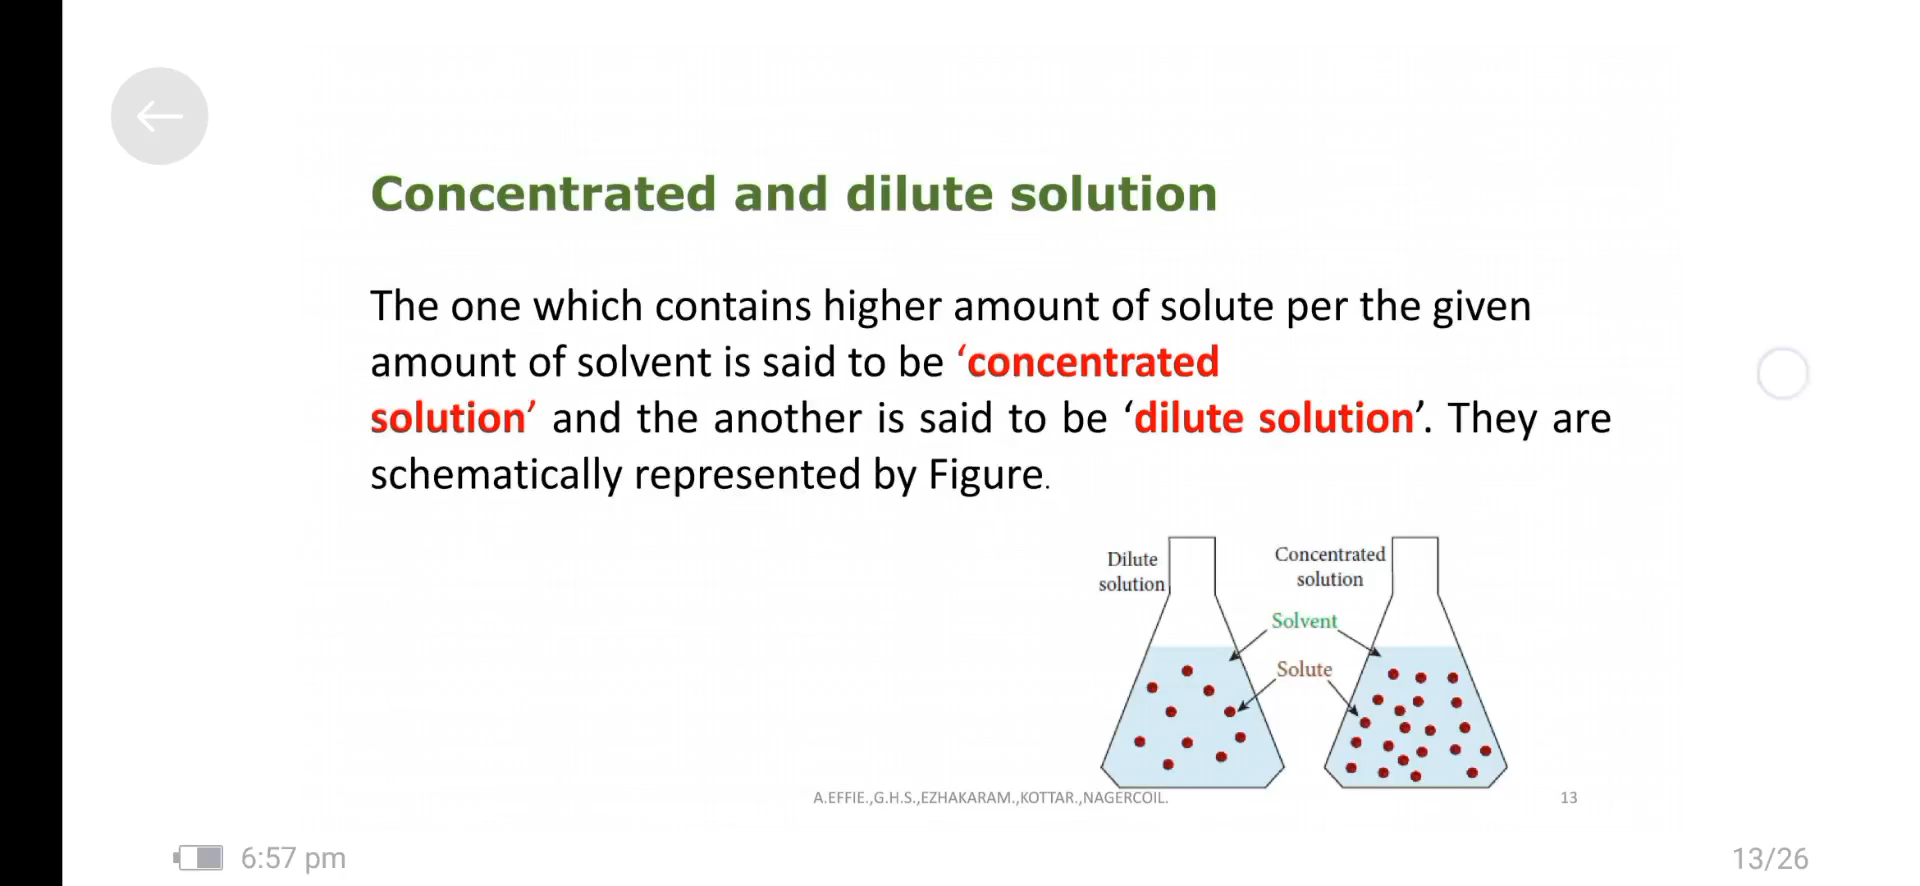 Concentrated and dilute solution
The one which contains higher amount of solute per the given
amount of solvent is said to be ‘concentrated
solution’ and the another is said to be ‘dilute solution’. They are
schematically represented by Figure.
Dilute
solution
Concentrated
solution
Solvent
Solute
A.EFFIE.,G.H.S.,EZHAKARAM.,KOTTAR.,NAGERCOIL.
13
6:57 pm
13/26